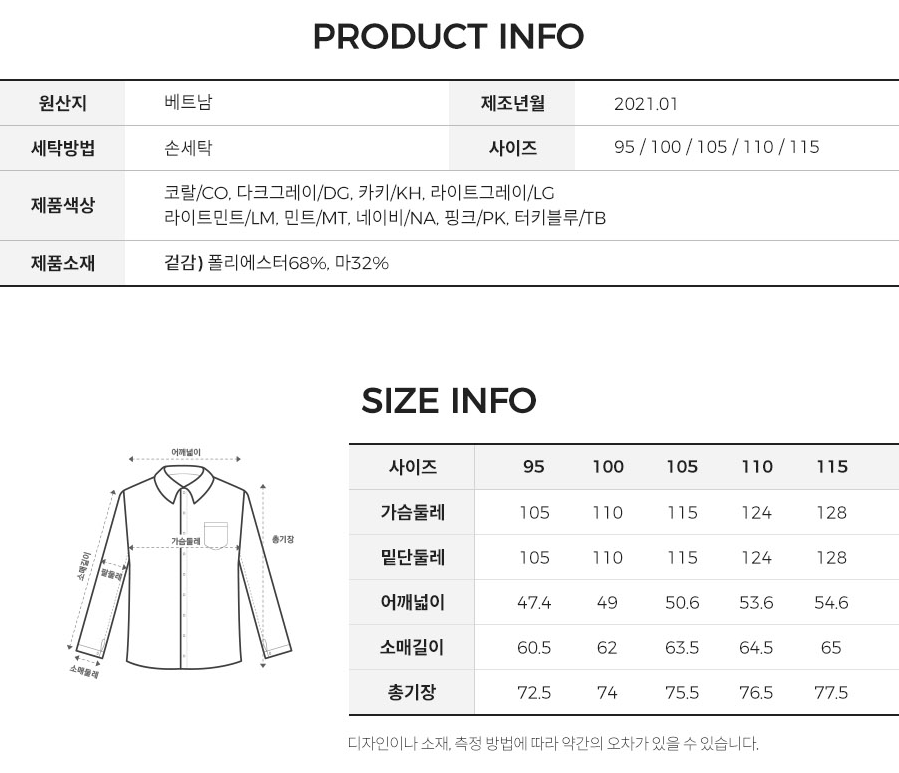 PRODUCT INFO
원산지 베트남 제조년월 2021.01
세탁방법 손세탁 사이즈 95 / 100 / 105 / 110 / 115
제품색상 코랄/CO, 다크그레이/DG, 카키/KH, 라이트그레이/LG
라이트민트/LM, 민트/MT, 네이비/NA, 핑크/PK, 터키블루/TB
제품소재 겉감) 폴리에스터68%, 마32%
SIZE INFO
어깨넓이
가슴둘레
총기장
소매길이
팔둘레
소매둘레
사이즈 95 100 105 110 115
가슴둘레 105 110 115 124 128
밑단둘레 105 110 115 124 128
어깨넓이 47.4 49 50.6 53.6 54.6
소매길이 60.5 62 63.5 64.5 65
총기장 72.5 74 75.5 76.5 77.5
디자인이나 소재, 측정 방법에 따라 약간의 오차가 있을 수 있습니다.